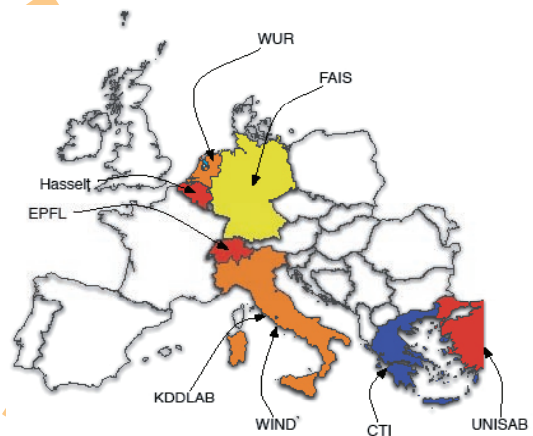 WUR
FAIS
Hasselt
EPFL
KDDLAB
WIND`
CTI
UNISAB